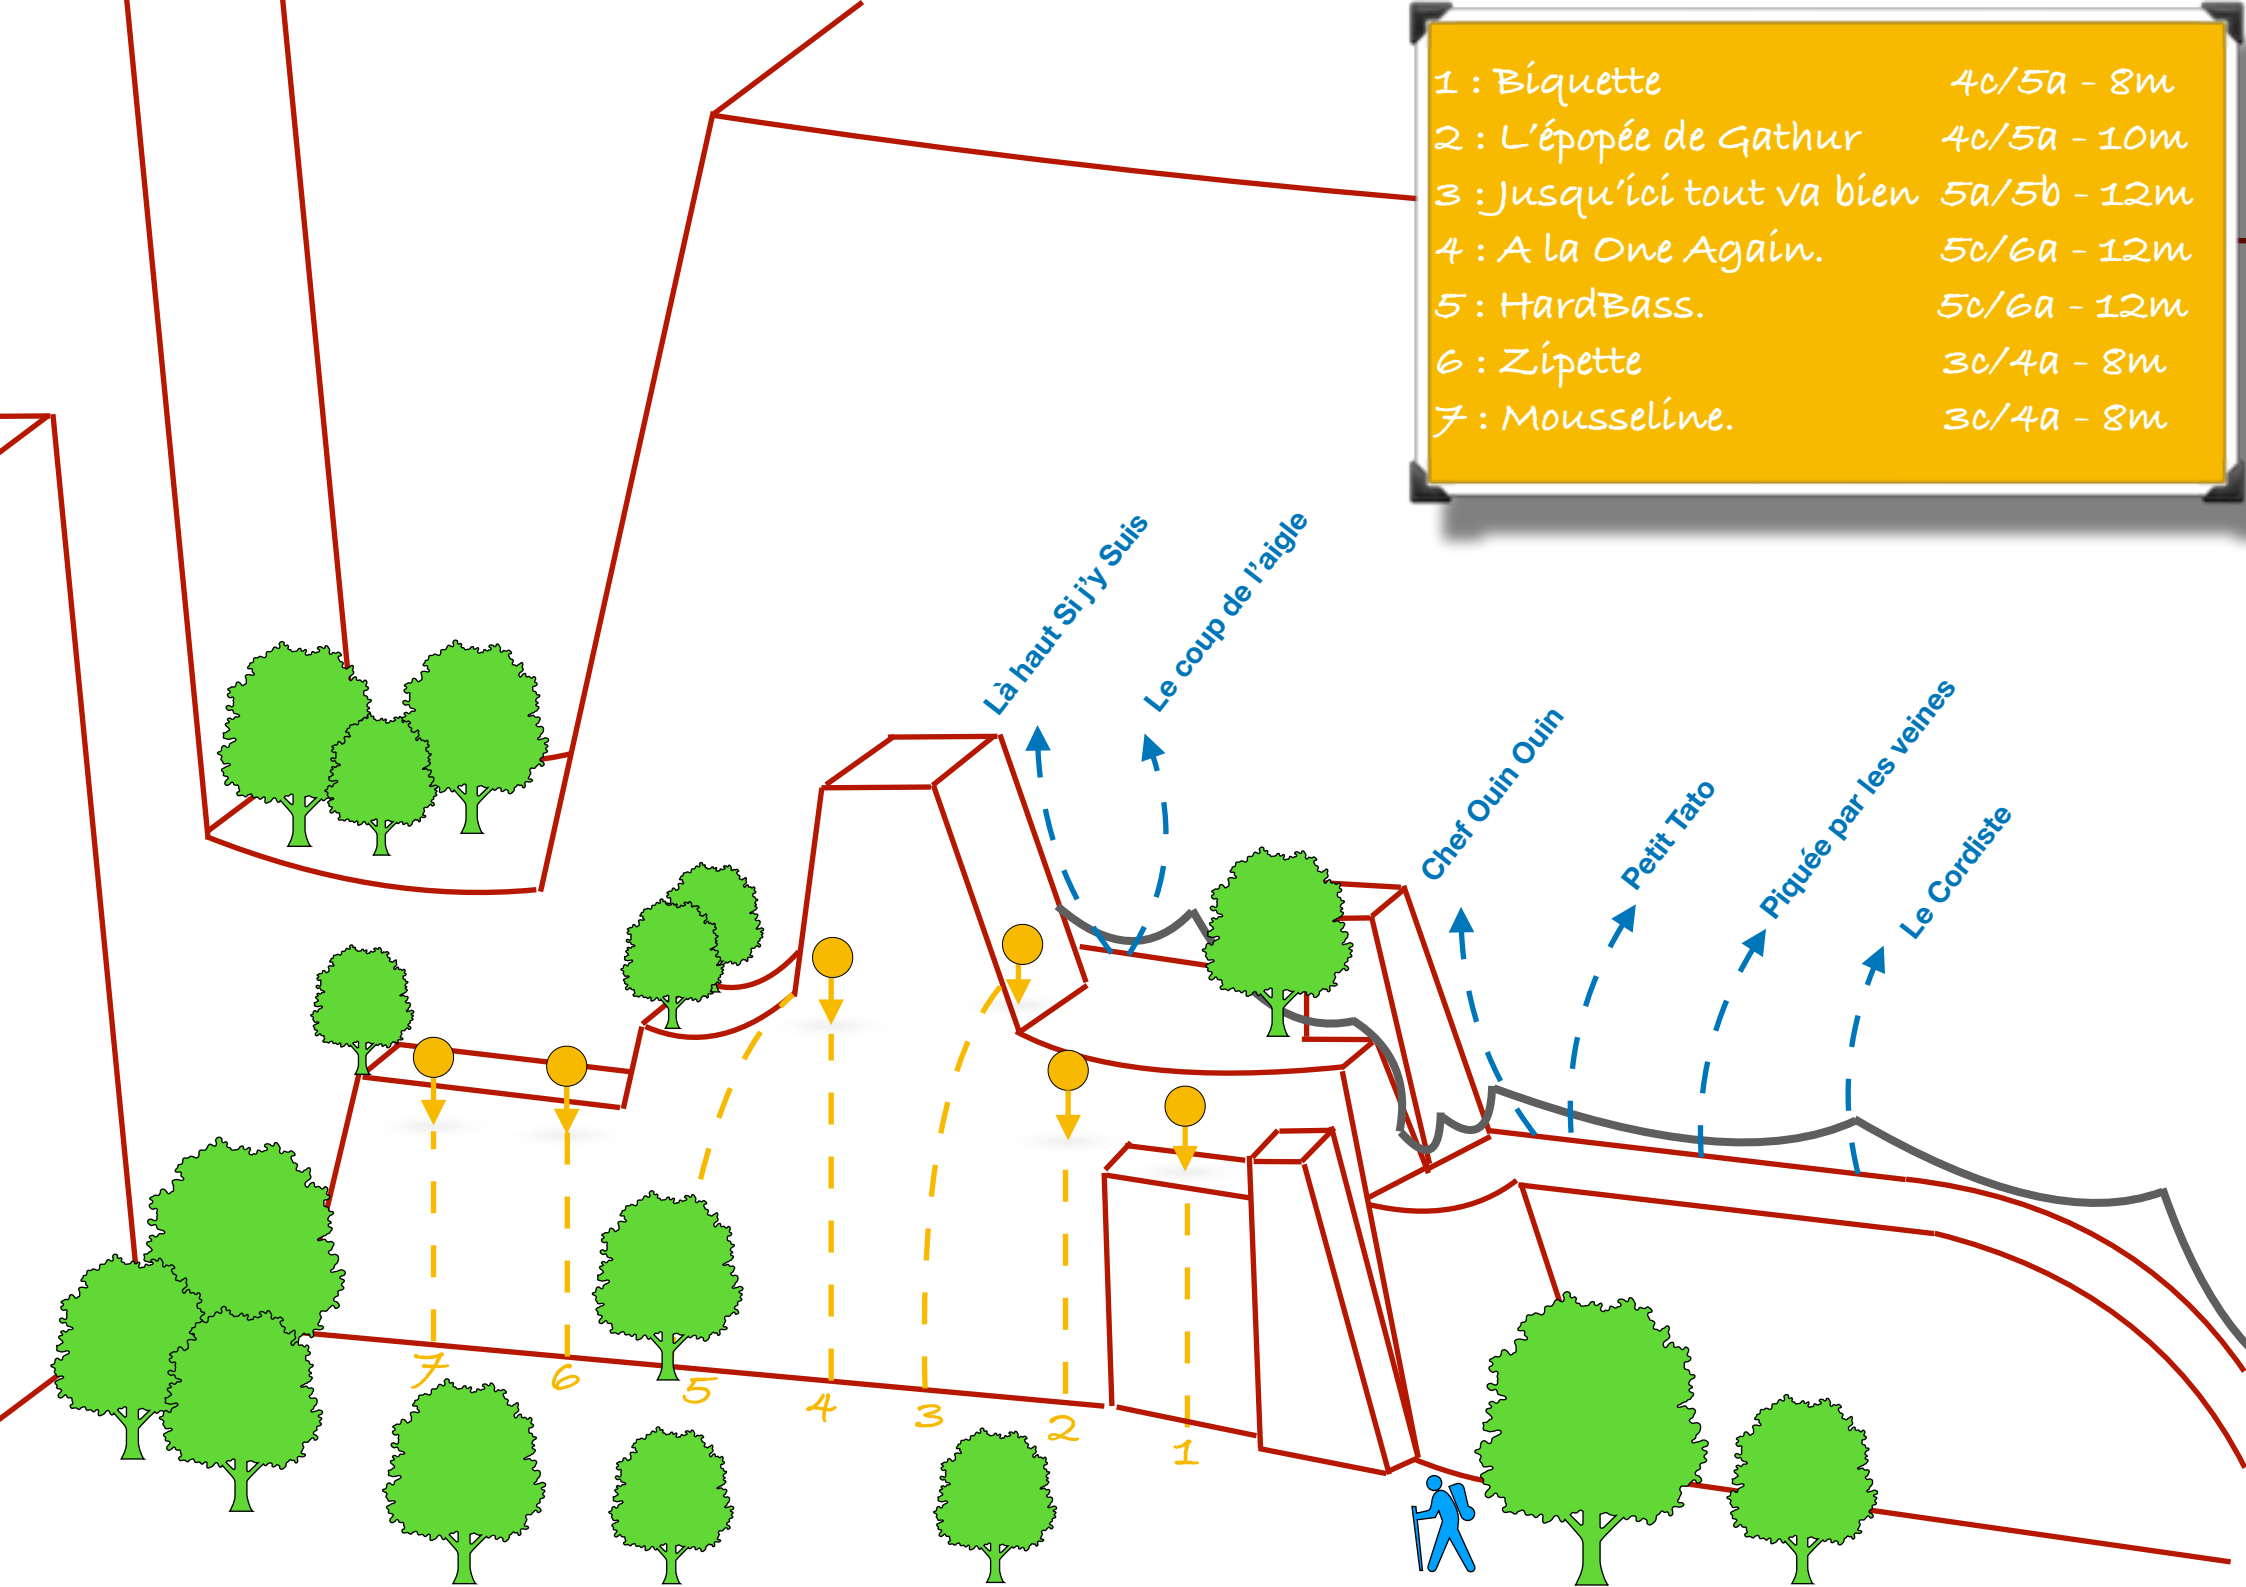 1 : Biquette 4c/5a - 8m
2 : L'épopée de Gathur 4c/5a - 10m
3 : Jusqu'ici tout va bien 5a/5b - 12m
4 : A la One Again. 5c/6a - 12m
5 : HardBass. 5c/6a - 12m
6 : Zipette 3c/4a - 8m
7 : Mousseline. 3c/4a - 8m
Là haut Si j'y Suis
Le coup de l'aigle
Chef Ouin Ouin
Petit Tato
Piquée par les veines
Le Cordiste
7
6
5
4
3
2
1